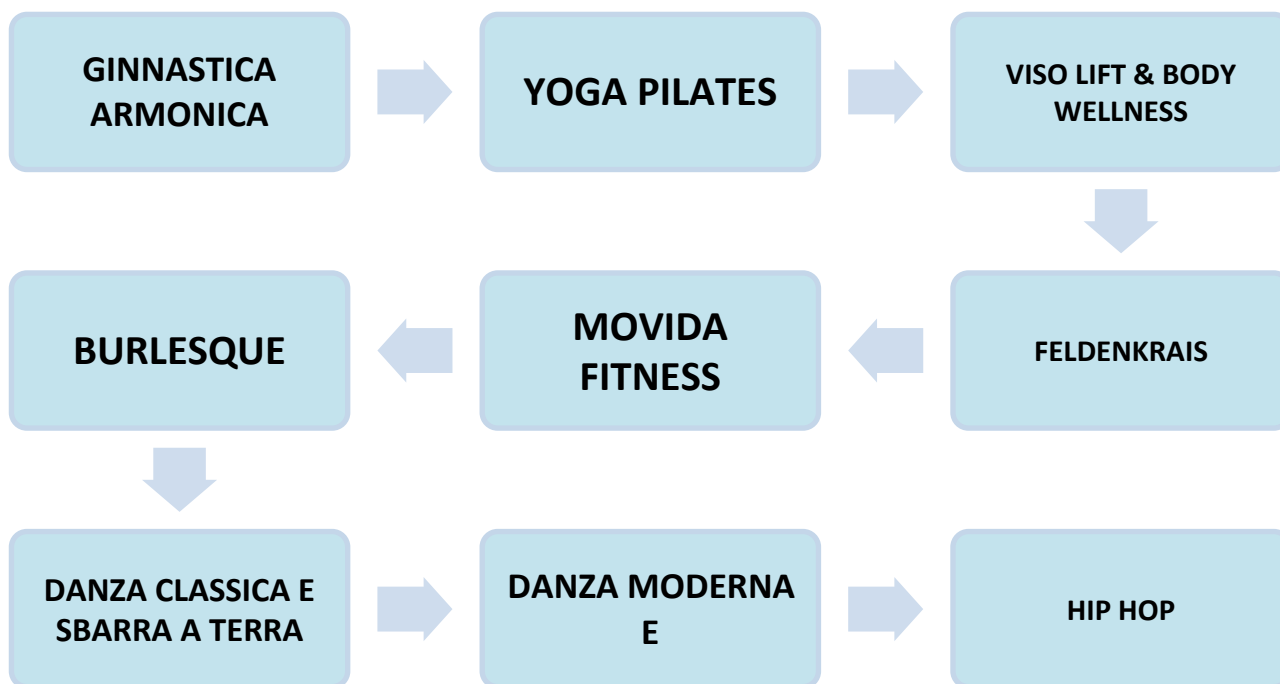 GINNASTICA
ARMONICA
YOGA PILATES
VISO LIFT & BODY
WELLNESS
FELDENKRAIS
MOVIDA
FITNESS
BURLESQUE
DANZA CLASSICA E
SBARRA A TERRA
DANZA MODERNA
E
HIP HOP